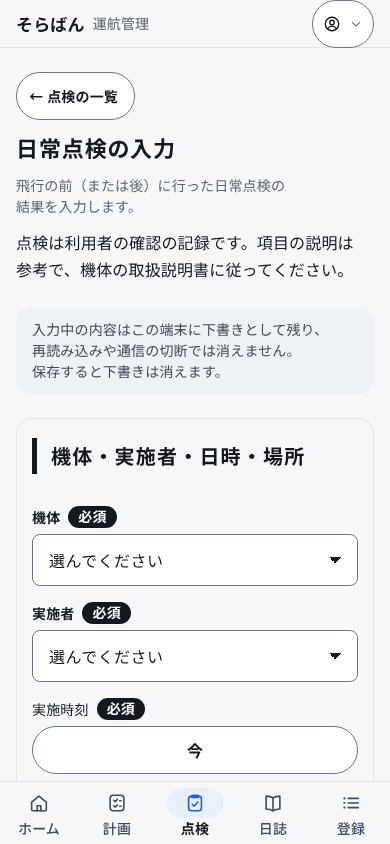 そらばん 運航管理
← 点検の一覧
日常点検の入力
飛行の前（または後）に行った日常点検の
結果を入力します。
点検は利用者の確認の記録です。項目の説明は
参考で、機体の取扱説明書に従ってください。
入力中の内容はこの端末に下書きとして残り、
再読み込みや通信の切断では消えません。
保存すると下書きは消えます。
機体・実施者・日時・場所
機体 必須
選んでください
実施者 必須
選んでください
実施時刻 必須
今
ホーム 計画 点検 日誌 登録